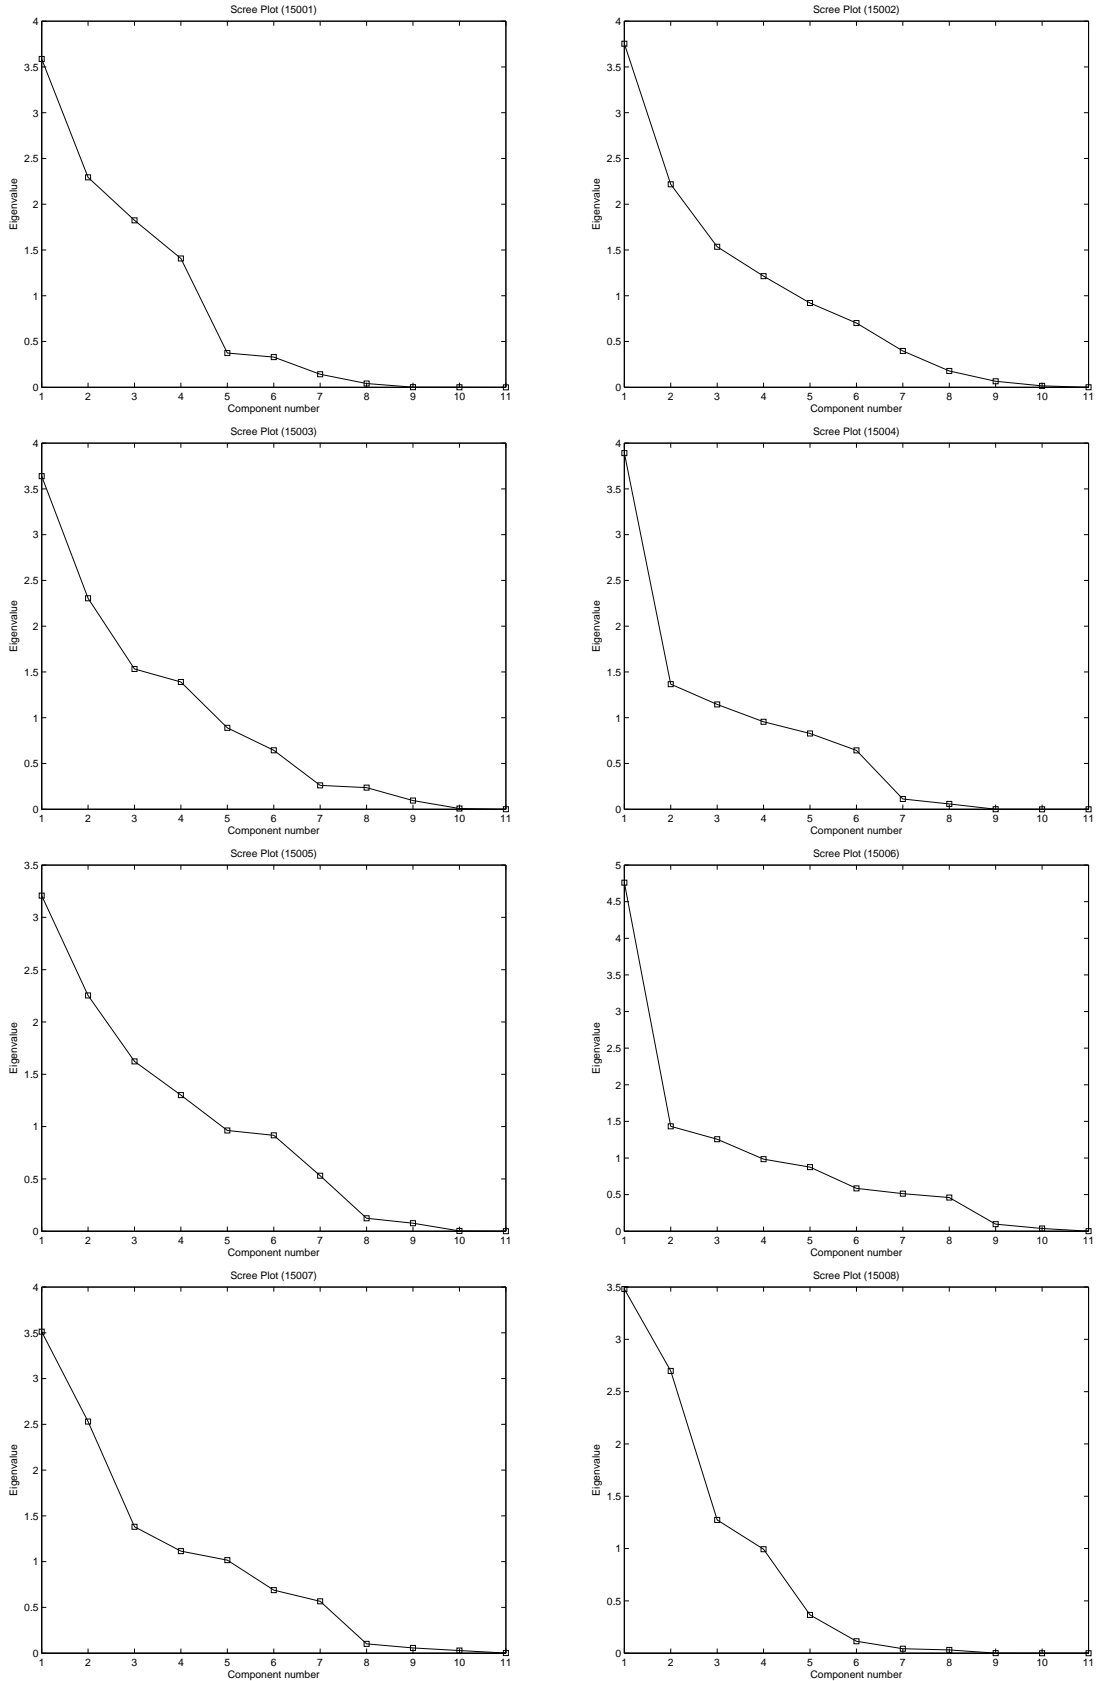 Scree Plot (15001)
4
3.5
3
2.5
2
1.5
1
0.5
0
Eigenvalue
1 2 3 4 5 6 7 8 9 10 11
Component number
Scree Plot (15002)
4
3.5
3
2.5
2
1.5
1
0.5
0
Eigenvalue
1 2 3 4 5 6 7 8 9 10 11
Component number
Scree Plot (15003)
4
3.5
3
2.5
2
1.5
1
0.5
0
Eigenvalue
1 2 3 4 5 6 7 8 9 10 11
Component number
Scree Plot (15004)
4
3.5
3
2.5
2
1.5
1
0.5
0
Eigenvalue
1 2 3 4 5 6 7 8 9 10 11
Component number
Scree Plot (15005)
3.5
3
2.5
2
1.5
1
0.5
0
Eigenvalue
1 2 3 4 5 6 7 8 9 10 11
Component number
Scree Plot (15006)
5
4.5
4
3.5
3
2.5
2
1.5
1
0.5
0
Eigenvalue
1 2 3 4 5 6 7 8 9 10 11
Component number
Scree Plot (15007)
4
3.5
3
2.5
2
1.5
1
0.5
0
Eigenvalue
1 2 3 4 5 6 7 8 9 10 11
Component number
Scree Plot (15008)
3.5
3
2.5
2
1.5
1
0.5
0
Eigenvalue
1 2 3 4 5 6 7 8 9 10 11
Component number